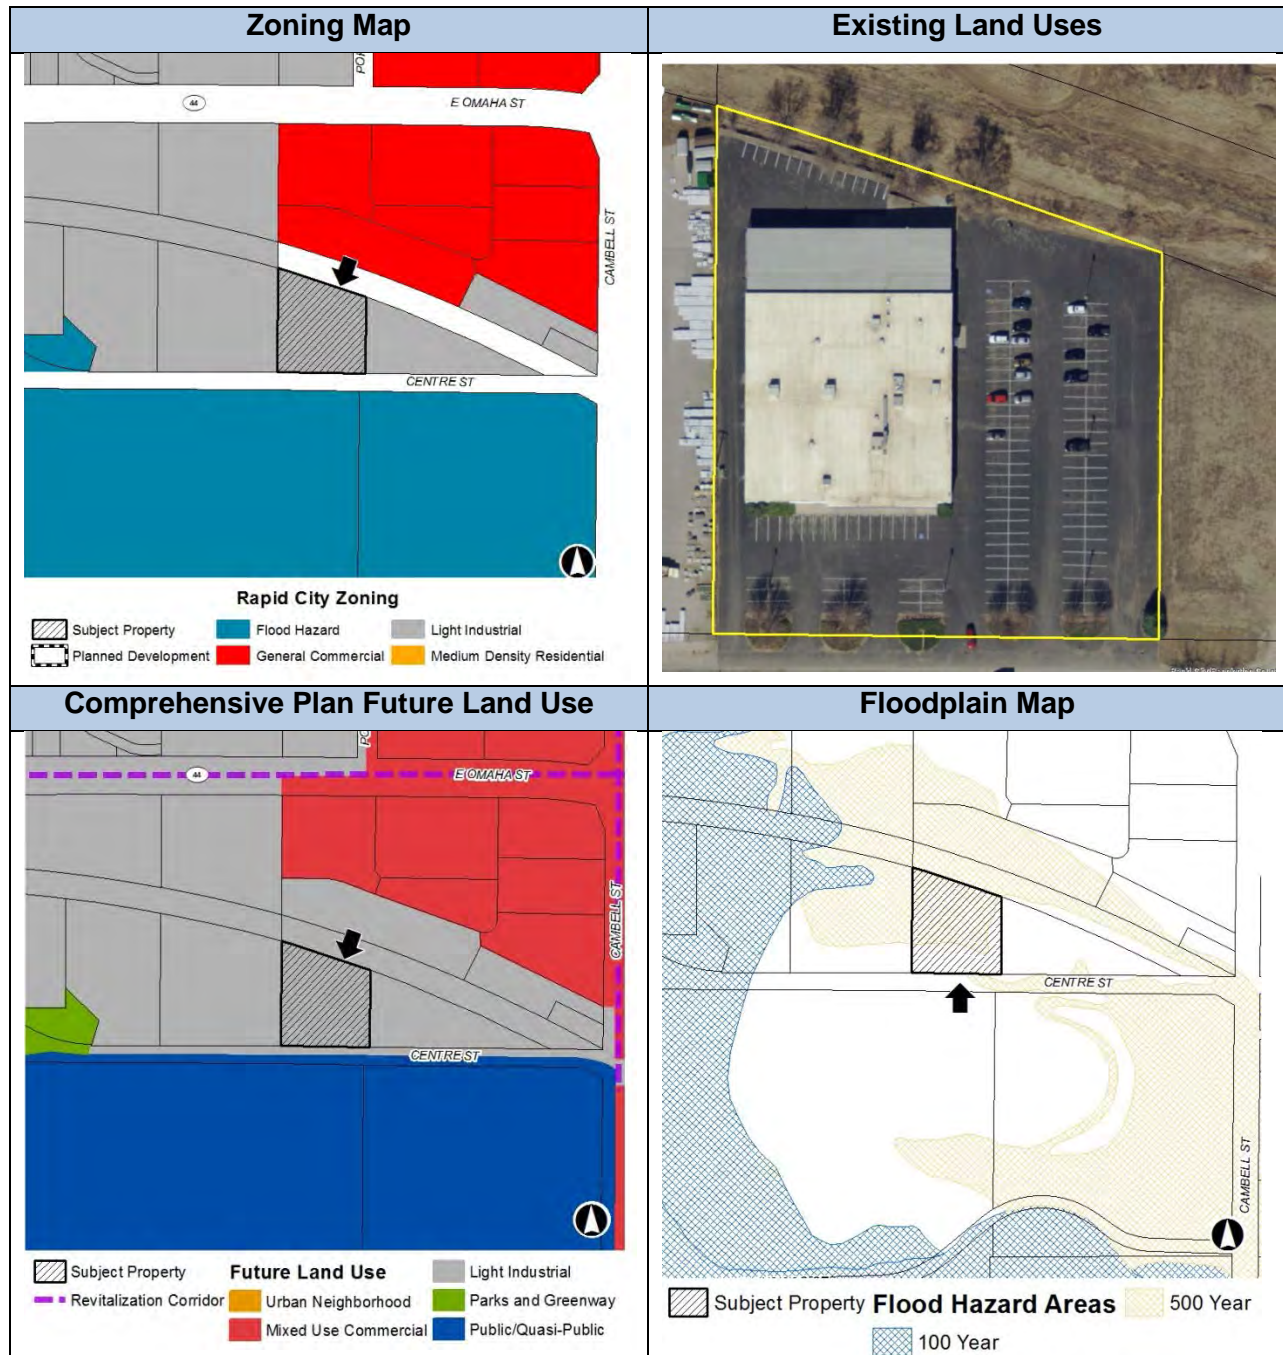 Zoning Map
Existing Land Uses
44
E OMAHA ST
CAMBELL ST
CENTRE ST
Rapid City Zoning
Subject Property
Flood Hazard
Light Industrial
Planned Development
General Commercial
Medium Density Residential
Comprehensive Plan Future Land Use
Floodplain Map
44
E OMAHA ST
CAMBELL ST
CENTRE ST
CENTRE ST
CAMBELL ST
Subject Property
Future Land Use
Light Industrial
Revitalization Corridor
Urban Neighborhood
Parks and Greenway
Mixed Use Commercial
Public/Quasi-Public
Subject Property
Flood Hazard Areas
500 Year
100 Year